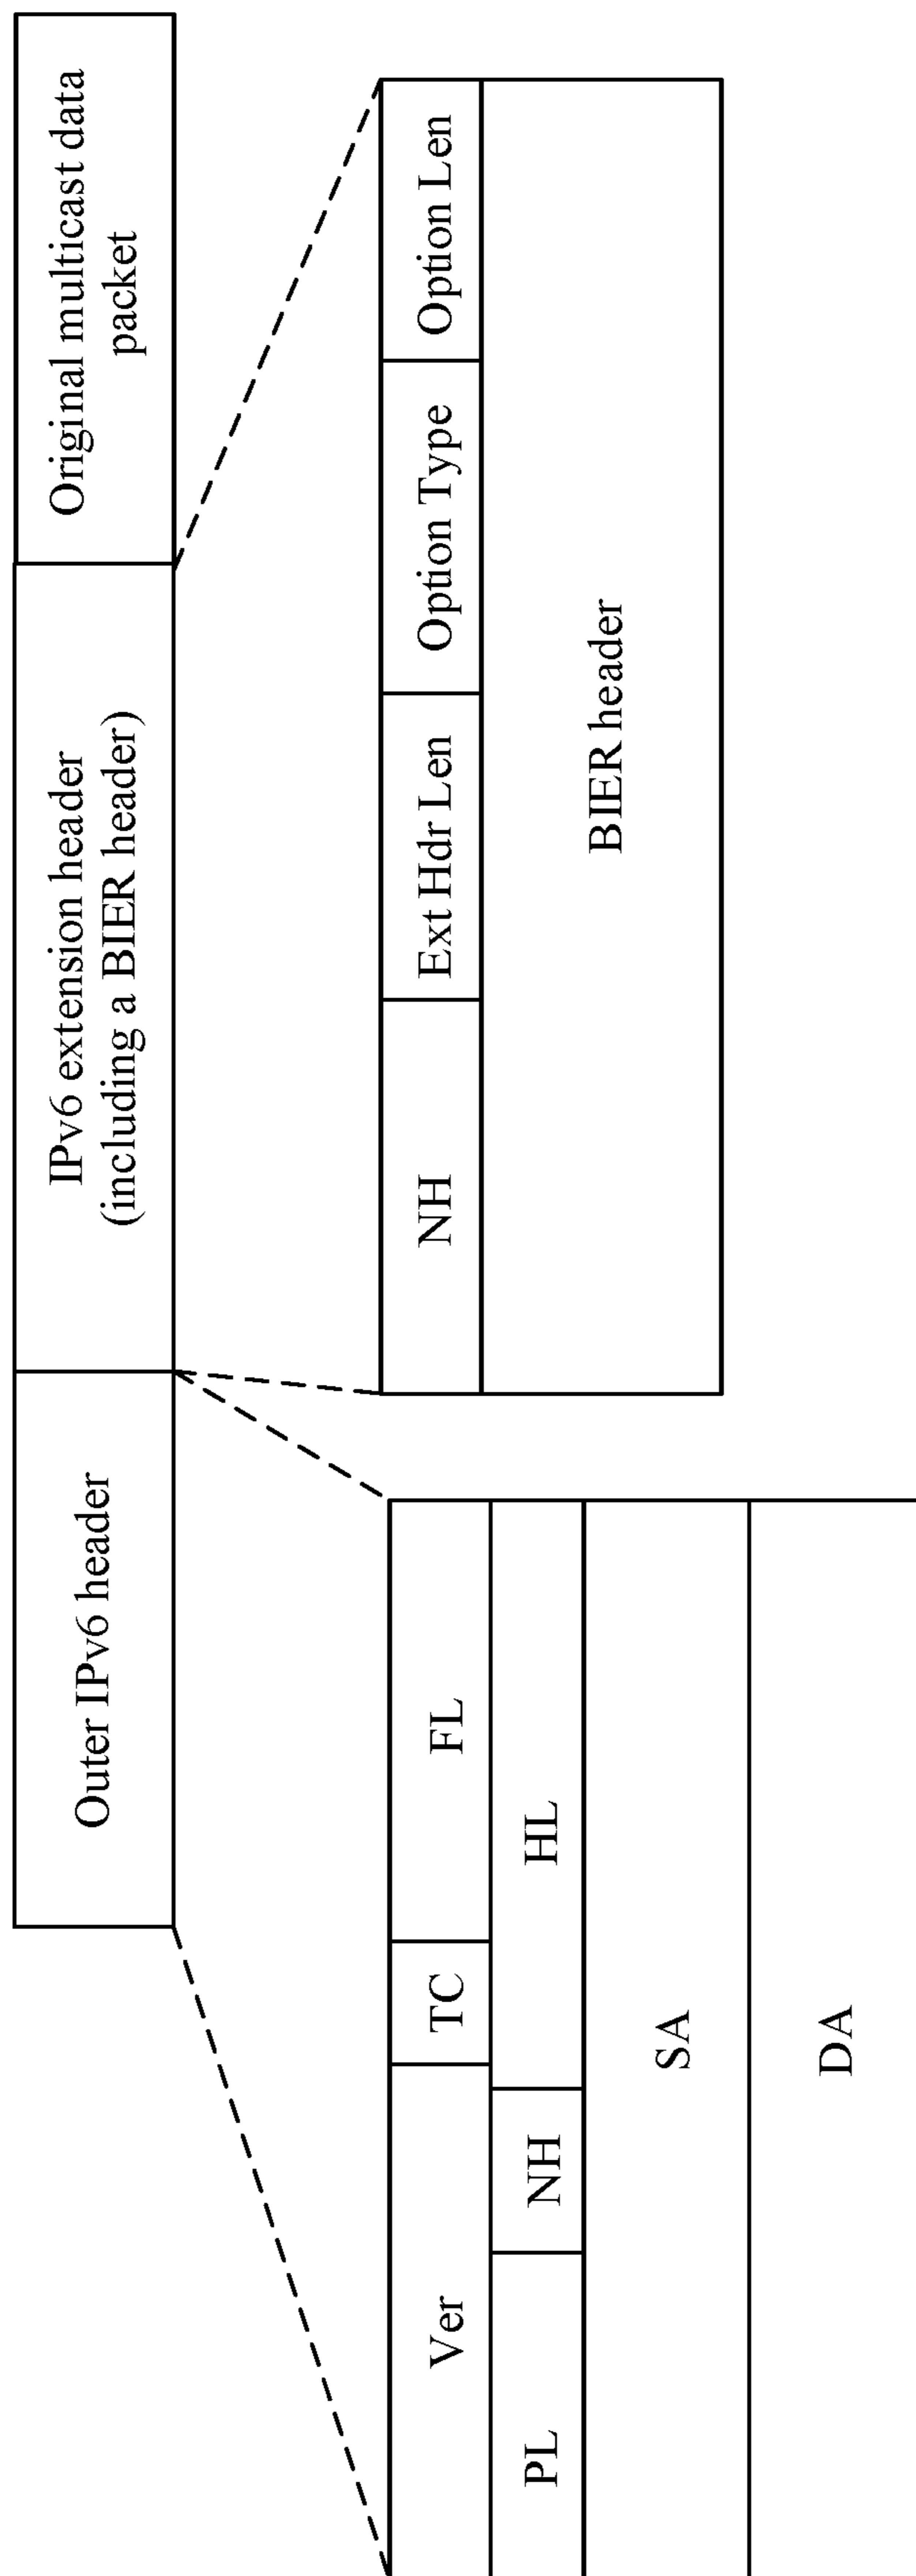 Outer IPv6 header
IPv6 extension header
(including a BIER header)
Original multicast data
packet
Ver
TC
FL
PL
NH
HL
SA
DA
NH
Ext Hdr Len
Option Type
Option Len
BIER header